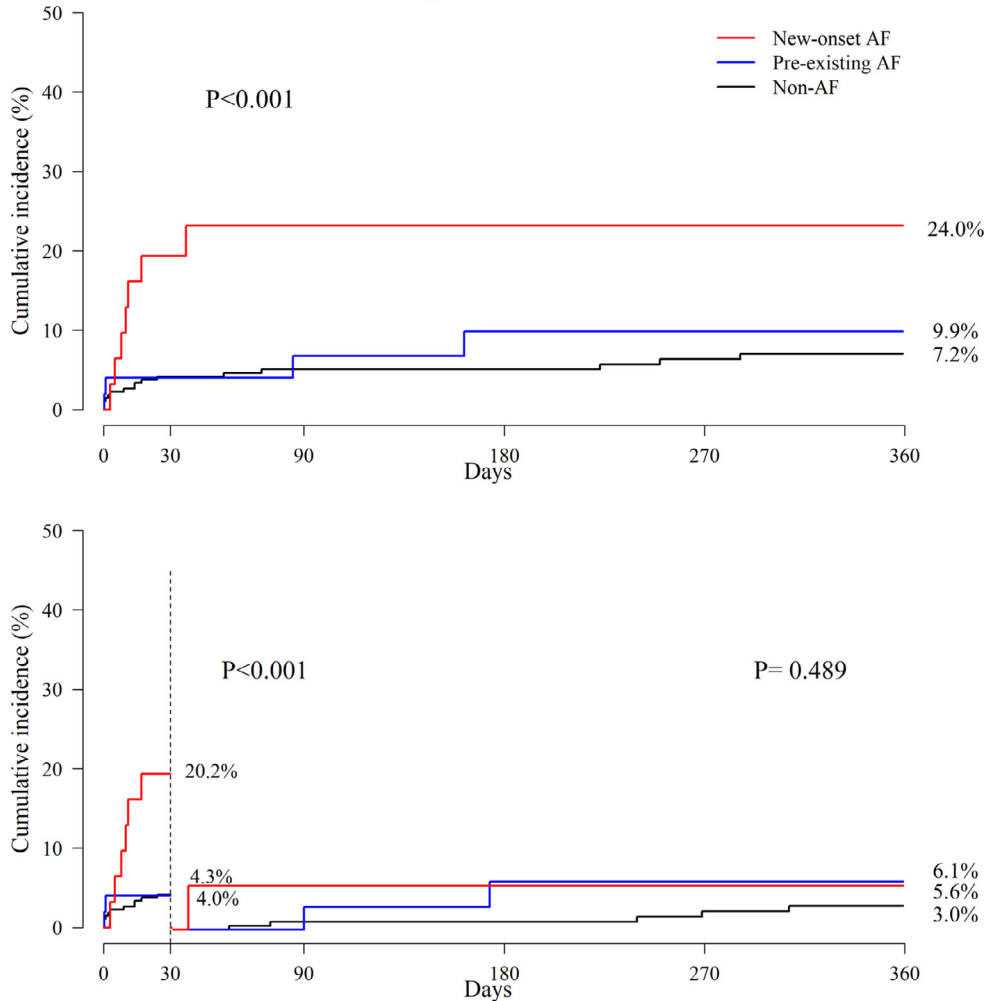 50
New-onset AF
Pre-existing AF
Non-AF
40
P<0.001
30
Cumulative incidence (%)
20
24.0%
10
9.9%
7.2%
0
0 30 90 180 270 360
Days
50
40
P<0.001 P= 0.489
30
Cumulative incidence (%)
20
20.2%
10
4.3%
4.0%
6.1%
5.6%
3.0%
0
0 30 90 180 270 360
Days